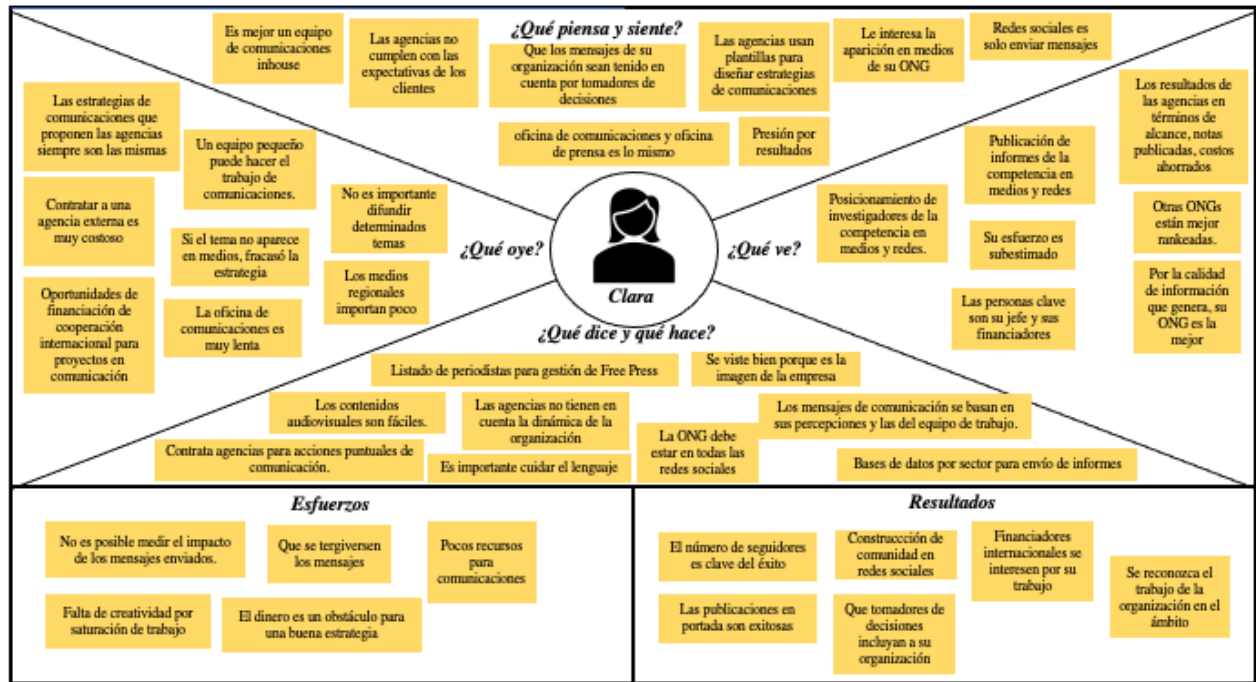 ¿Qué piensa y siente?
Es mejor un equipo
de comunicaciones
inhouse
Las agencias no
cumplen con las
expectativas de los
clientes
Que los mensajes de su
organización sean tenido en
cuenta por tomadores de
decisiones
Las agencias usan
plantillas para
diseñar estrategias
de comunicaciones
Le interesa la
aparición en medios
de su ONG
Redes sociales es
solo enviar mensajes
oficina de comunicaciones y oficina
de prensa es lo mismo
Presión por
resultados
¿Qué oye?
Las estrategias de
comunicaciones que
proponen las agencias
siempre son las mismas
Un equipo pequeño
puede hacer el
trabajo de
comunicaciones.
No es importante
difundir
determinados
temas
Contratar a una
agencia externa es
muy costoso
Si el tema no aparece
en medios, fracasó la
estrategia
Los medios
regionales
importan poco
Oportunidades de
financiación de
cooperación
internacional para
proyectos en
comunicación
La oficina de
comunicaciones es
muy lenta
Clara
¿Qué ve?
Posicionamiento de
investigadores de la
competencia en
medios y redes.
Publicación de
informes de la
competencia en
medios y redes
Los resultados de
las agencias en
términos de
alcance, notas
publicadas, costos
ahorrados
Su esfuerzo es
subestimado
Otras ONGs
están mejor
rankeadas.
Las personas clave
son su jefe y sus
financiadores
Por la calidad
de información
que genera, su
ONG es la
mejor
¿Qué dice y qué hace?
Listado de periodistas para gestión de Free Press
Se viste bien porque es la
imagen de la empresa
Los contenidos
audiovisuales son fáciles.
Las agencias no tienen en
cuenta la dinámica de la
organización
Los mensajes de comunicación se basan en
sus percepciones y las del equipo de trabajo.
Contrata agencias para acciones puntuales de
comunicación.
Es importante cuidar el lenguaje
La ONG debe
estar en todas las
redes sociales
Bases de datos por sector para envío de informes
Esfuerzos
No es posible medir el impacto
de los mensajes enviados.
Que se tergiversen
los mensajes
Pocos recursos
para
comunicaciones
Falta de creatividad por
saturación de trabajo
El dinero es un obstáculo para
una buena estrategia
Resultados
El número de seguidores
es clave del éxito
Construcción de
comunidad en
redes sociales
Financiadores
internacionales se
interesen por su
trabajo
Se reconozca el
trabajo de la
organización en el
ámbito
Las publicaciones en
portada son exitosas
Que tomadores de
decisiones
incluyan a su
organización